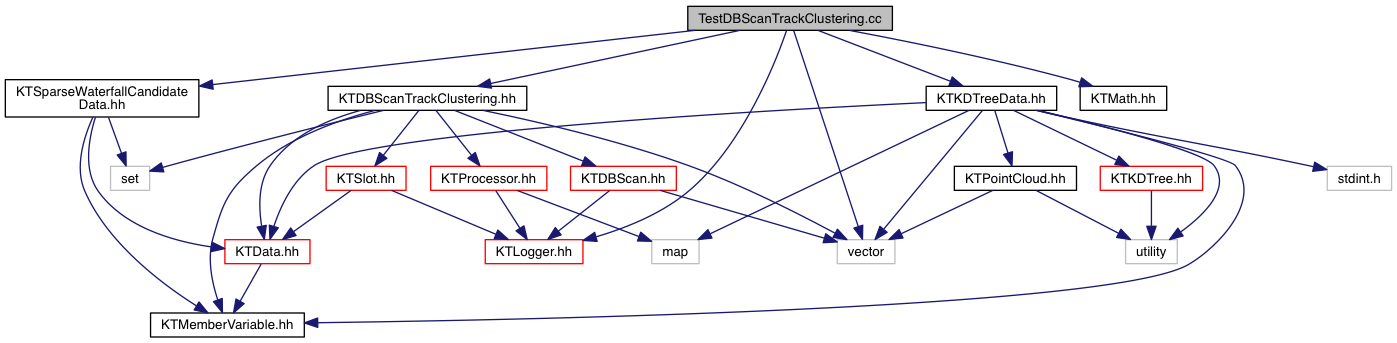 TestDBScanTrackClustering.cc
KTSparseWaterfallCandidate
Data.hh
KTDBScanTrackClustering.hh
KTKDTreeData.hh
KTMath.hh
set
KTSlot.hh
KTProcessor.hh
KTDBScan.hh
KTPointCloud.hh
KTKDTree.hh
stdint.h
KTData.hh
KTLogger.hh
map
vector
utility
KTMemberVariable.hh